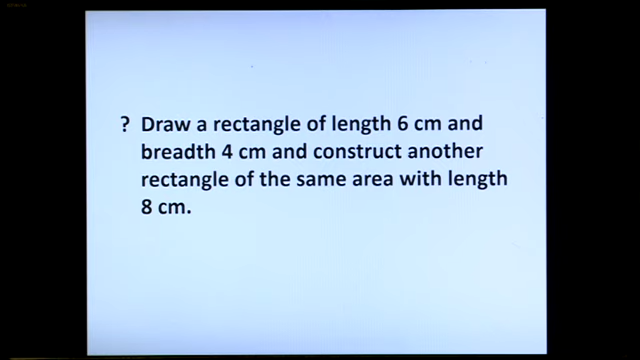 ? Draw a rectangle of length 6 cm and
breadth 4 cm and construct another
rectangle of the same area with length
8 cm.